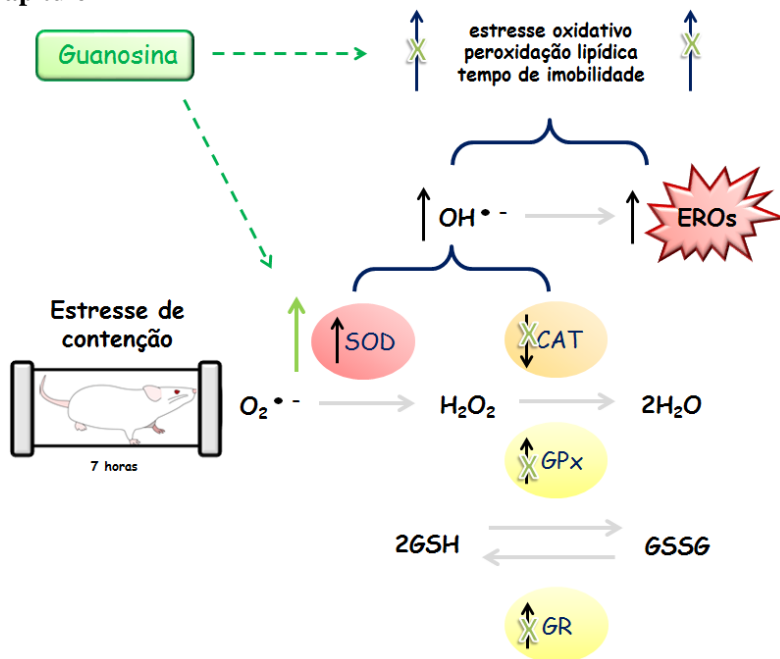 Guanosina
estresse oxidativo
peroxidação lipídica
tempo de imobilidade
X
X
OH• -
EROs
Estresse de
contenção
SOD
X CAT
O₂• -
H₂O₂
2H₂O
7 horas
X GPx
2GSH
GSSG
X GR